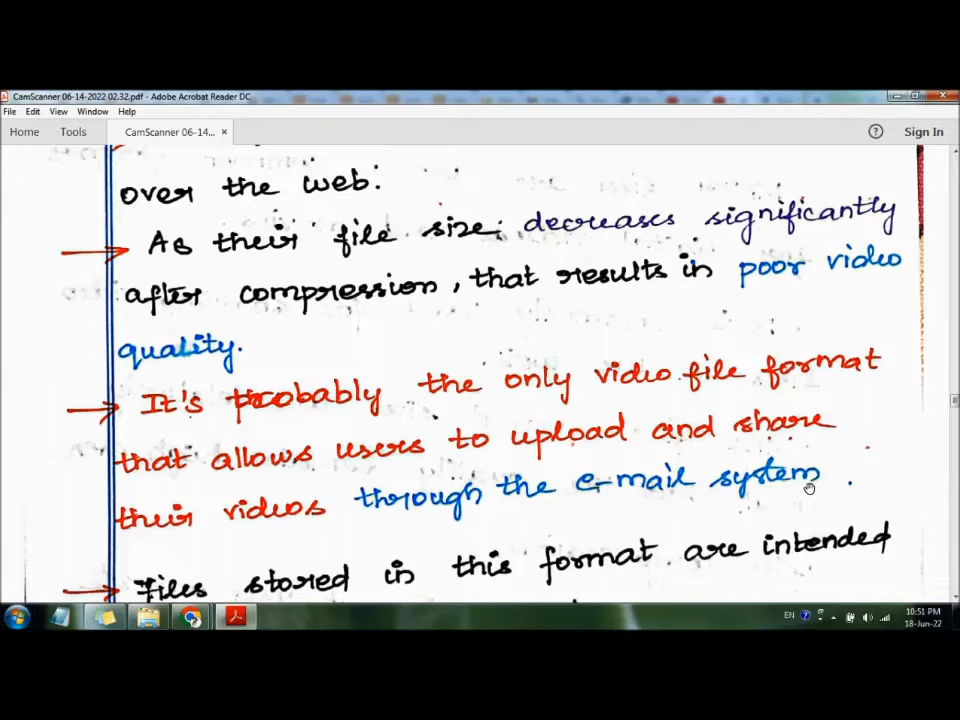 CamScanner 06-14-2022 02.32.pdf - Adobe Acrobat Reader DC
File Edit View Window Help
Home Tools CamScanner 06-14... × ? Sign In
over the web.
As their file size decreases significantly
after compression, that results in poor video
quality.
It's probably the only video file format
that allows users to upload and share
their videos through the e-mail system.
Files stored in this format are intended
EN
10:51 PM
18-Jun-22